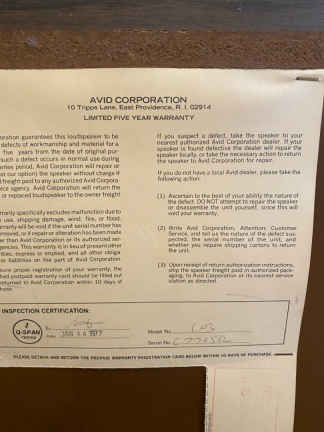 AVID CORPORATION
10 Tripps Lane, East Providence, R. I. 02914
LIMITED FIVE YEAR WARRANTY
oration guarantees this loudspeaker to be
defects of workmanship and material for a
Five years from the date of original pur-
such a defect occurs in normal use during
period, Avid Corporation will repair or
our option) the speaker without charge if
freight paid to any authorized Avid Corpora-
agency. Avid Corporation will return the
or replaced loudspeaker to the owner freight
rranty specifically excludes malfunction due to
use, shipping damage, wind, fire, or flood.
rranty will be void if the unit serial number has
removed, or if repair or alteration has been made
than Avid Corporation or its authorized ser-
agencies. This warranty is in lieu of present other
express or implied, and all other obliga-
or liabilities on the part of Avid Corporation
proper registration of your warranty, the
postcard warranty card should be filled out
returned to Avid Corporation within 10 days of
If you suspect a defect, take the speaker to your
nearest authorized Avid Corporation dealer. If your
speaker is found defective the dealer will repair the
speaker locally, or take the necessary action to return
the speaker to Avid Corporation for repair.
If you do not have a local Avid dealer, please take the
following action:
(1) Ascertain to the best of your ability the nature of
the defect. DO NOT attempt to repair the speaker
or disassemble the unit yourself, since this will
void your warranty.
(2) Write Avid Corporation, Attention: Customer
Service, and tell us the nature of the defect sus-
pected, the serial number of the unit, and
whether you require shipping cartons to return
the unit.
(3) Upon receipt of return authorization instructions,
ship the speaker freight paid in authorized pack-
aging, to Avid Corporation or its nearest service
station as directed.
INSPECTION CERTIFICATION:
Q-SPAN
By
Date JAN 1977
Model No. 103
Serial No.
PLEASE DETACH AND RETURN THE PREPAID WARRANTY REGISTRATION CARD BELOW WITHIN 10 DAYS OF PURCHASE